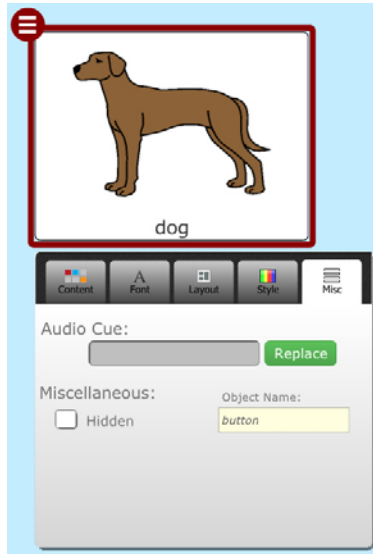 dog
Content Font Layout Style Misc
Audio Cue:
Replace
Miscellaneous:
Object Name:
Hidden
button